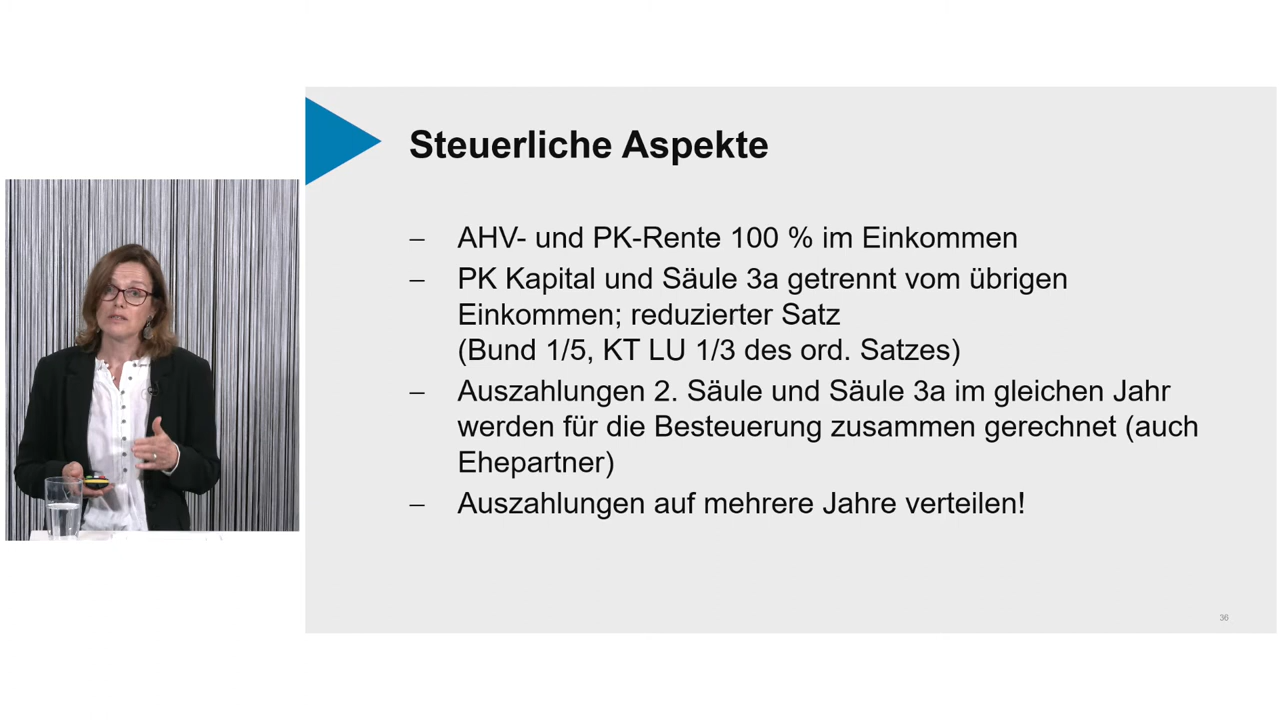 Steuerliche Aspekte
– AHV- und PK-Rente 100 % im Einkommen
– PK Kapital und Säule 3a getrennt vom übrigen
Einkommen; reduzierter Satz
(Bund 1/5, KT LU 1/3 des ord. Satzes)
– Auszahlungen 2. Säule und Säule 3a im gleichen Jahr
werden für die Besteuerung zusammen gerechnet (auch
Ehepartner)
– Auszahlungen auf mehrere Jahre verteilen!
36